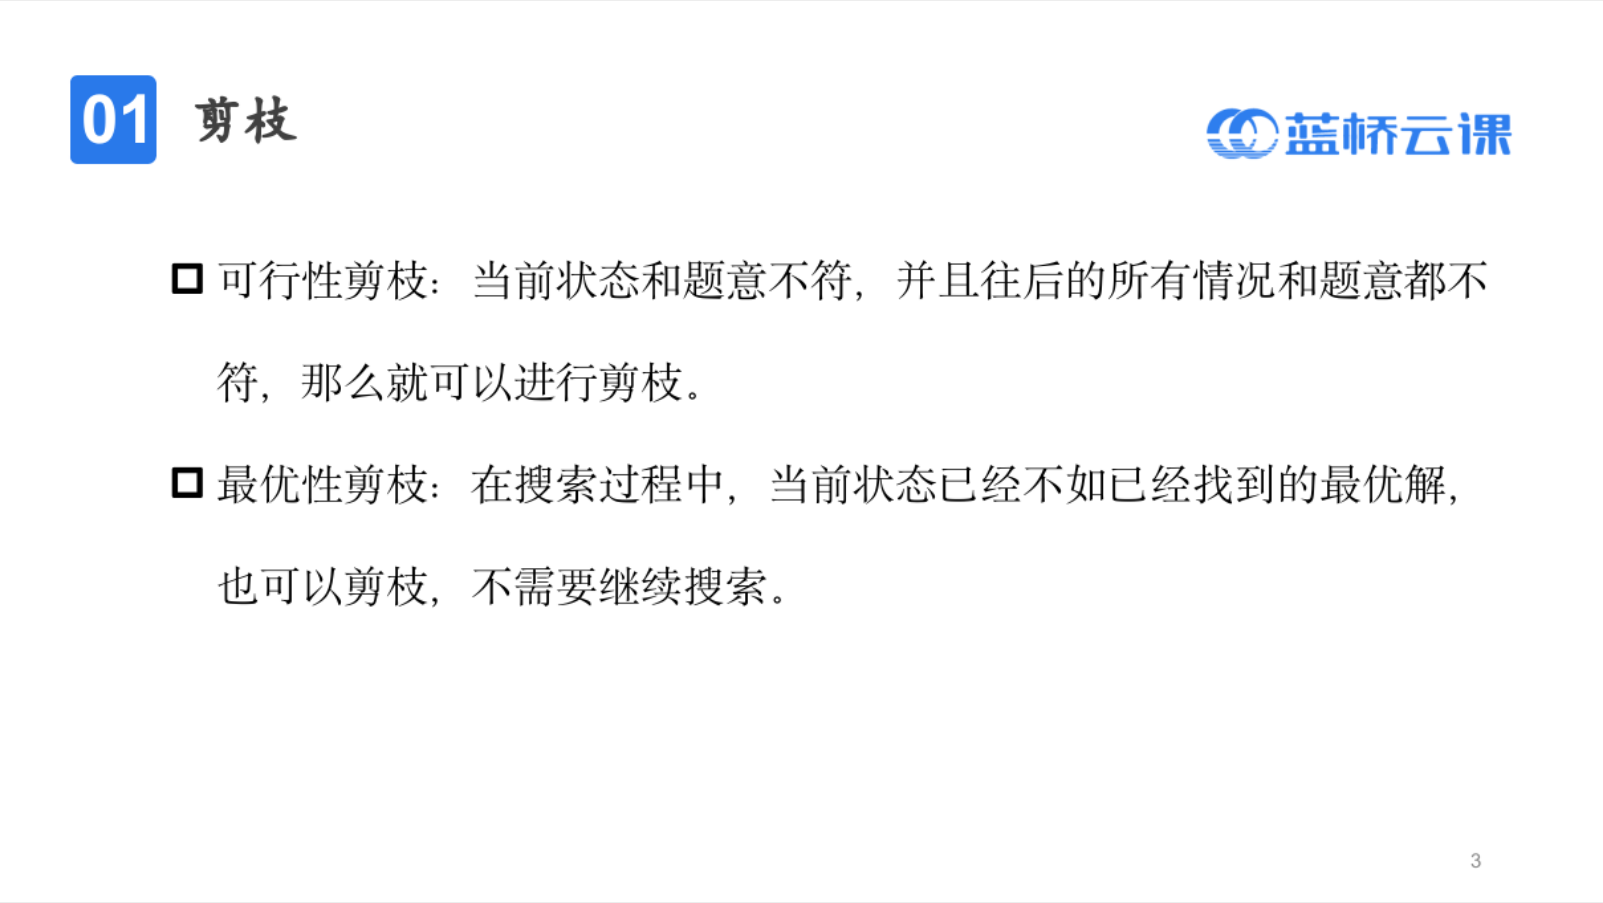 01 剪枝
蓝桥云课
可行性剪枝：当前状态和题意不符，并且往后的所有情况和题意都不
符，那么就可以进行剪枝。
最优性剪枝：在搜索过程中，当前状态已经不如已经找到的最优解，
也可以剪枝，不需要继续搜索。
3